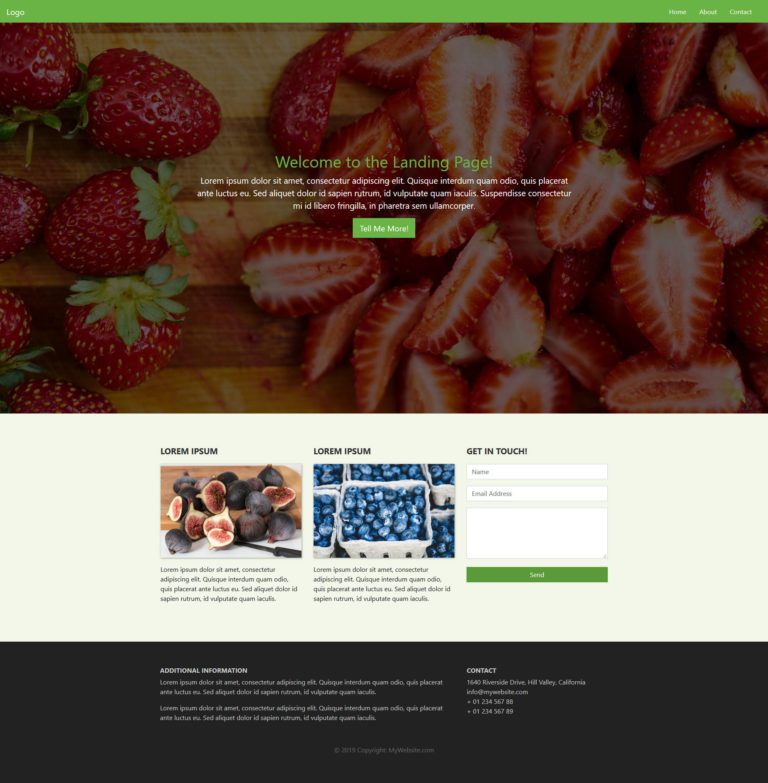 Logo
Home About Contact
Welcome to the Landing Page!
Lorem ipsum dolor sit amet, consectetur adipiscing elit. Quisque interdum quam odio, quis placerat
ante luctus eu. Sed aliquet dolor id sapien rutrum, id vulputate quam iaculis. Suspendisse consectetur
mi id libero fringilla, in pharetra sem ullamcorper.
Tell Me More!
LOREM IPSUM
Lorem ipsum dolor sit amet, consectetur
adipiscing elit. Quisque interdum quam odio,
quis placerat ante luctus eu. Sed aliquet dolor id
sapien rutrum, id vulputate quam iaculis.
LOREM IPSUM
Lorem ipsum dolor sit amet, consectetur
adipiscing elit. Quisque interdum quam odio,
quis placerat ante luctus eu. Sed aliquet dolor id
sapien rutrum, id vulputate quam iaculis.
GET IN TOUCH!
Name
Email Address
Send
ADDITIONAL INFORMATION
Lorem ipsum dolor sit amet, consectetur adipiscing elit. Quisque interdum quam odio, quis placerat
ante luctus eu. Sed aliquet dolor id sapien rutrum, id vulputate quam iaculis.
Lorem ipsum dolor sit amet, consectetur adipiscing elit. Quisque interdum quam odio, quis placerat
ante luctus eu. Sed aliquet dolor id sapien rutrum, id vulputate quam iaculis.
CONTACT
1640 Riverside Drive, Hill Valley, California
info@mywebsite.com
+ 01 234 567 88
+ 01 234 567 89
© 2019 Copyright: MyWebsite.com